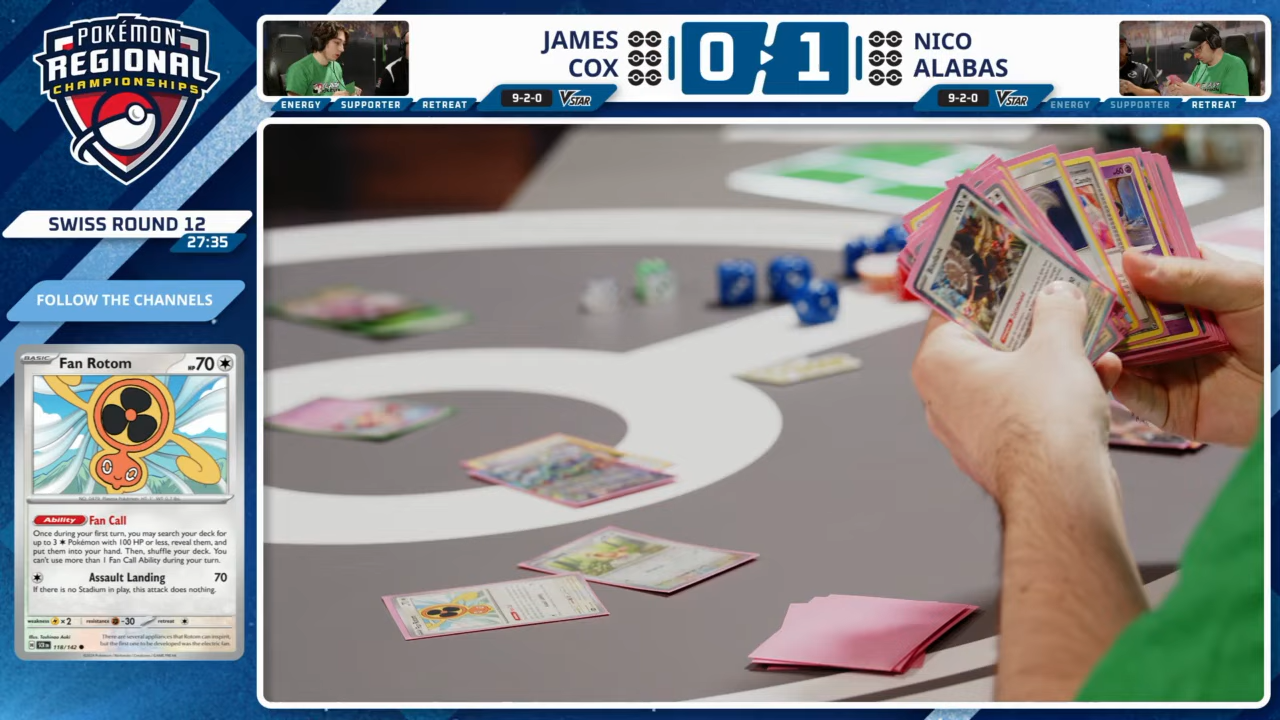 POKÉMON
REGIONAL
CHAMPIONSHIPS
JAMES
COX
0 1
NICO
ALABAS
ENERGY SUPPORTER RETREAT
9-2-0 VSTAR
9-2-0 VSTAR
ENERGY SUPPORTER RETREAT
SWISS ROUND 12
27:35
FOLLOW THE CHANNELS
BASIC Fan Rotom HP70
Ability Fan Call
Once during your first turn, you may search your deck for
up to 3 Pokémon with 100 HP or less, reveal them, and
put them into your hand. Then, shuffle your deck. You
can't use more than 1 Fan Call Ability during your turn.
Assault Landing 70
If there is no Stadium in play, this attack does nothing.
weakness ×2 resistance -30 retreat
118/142
Fan Rotom